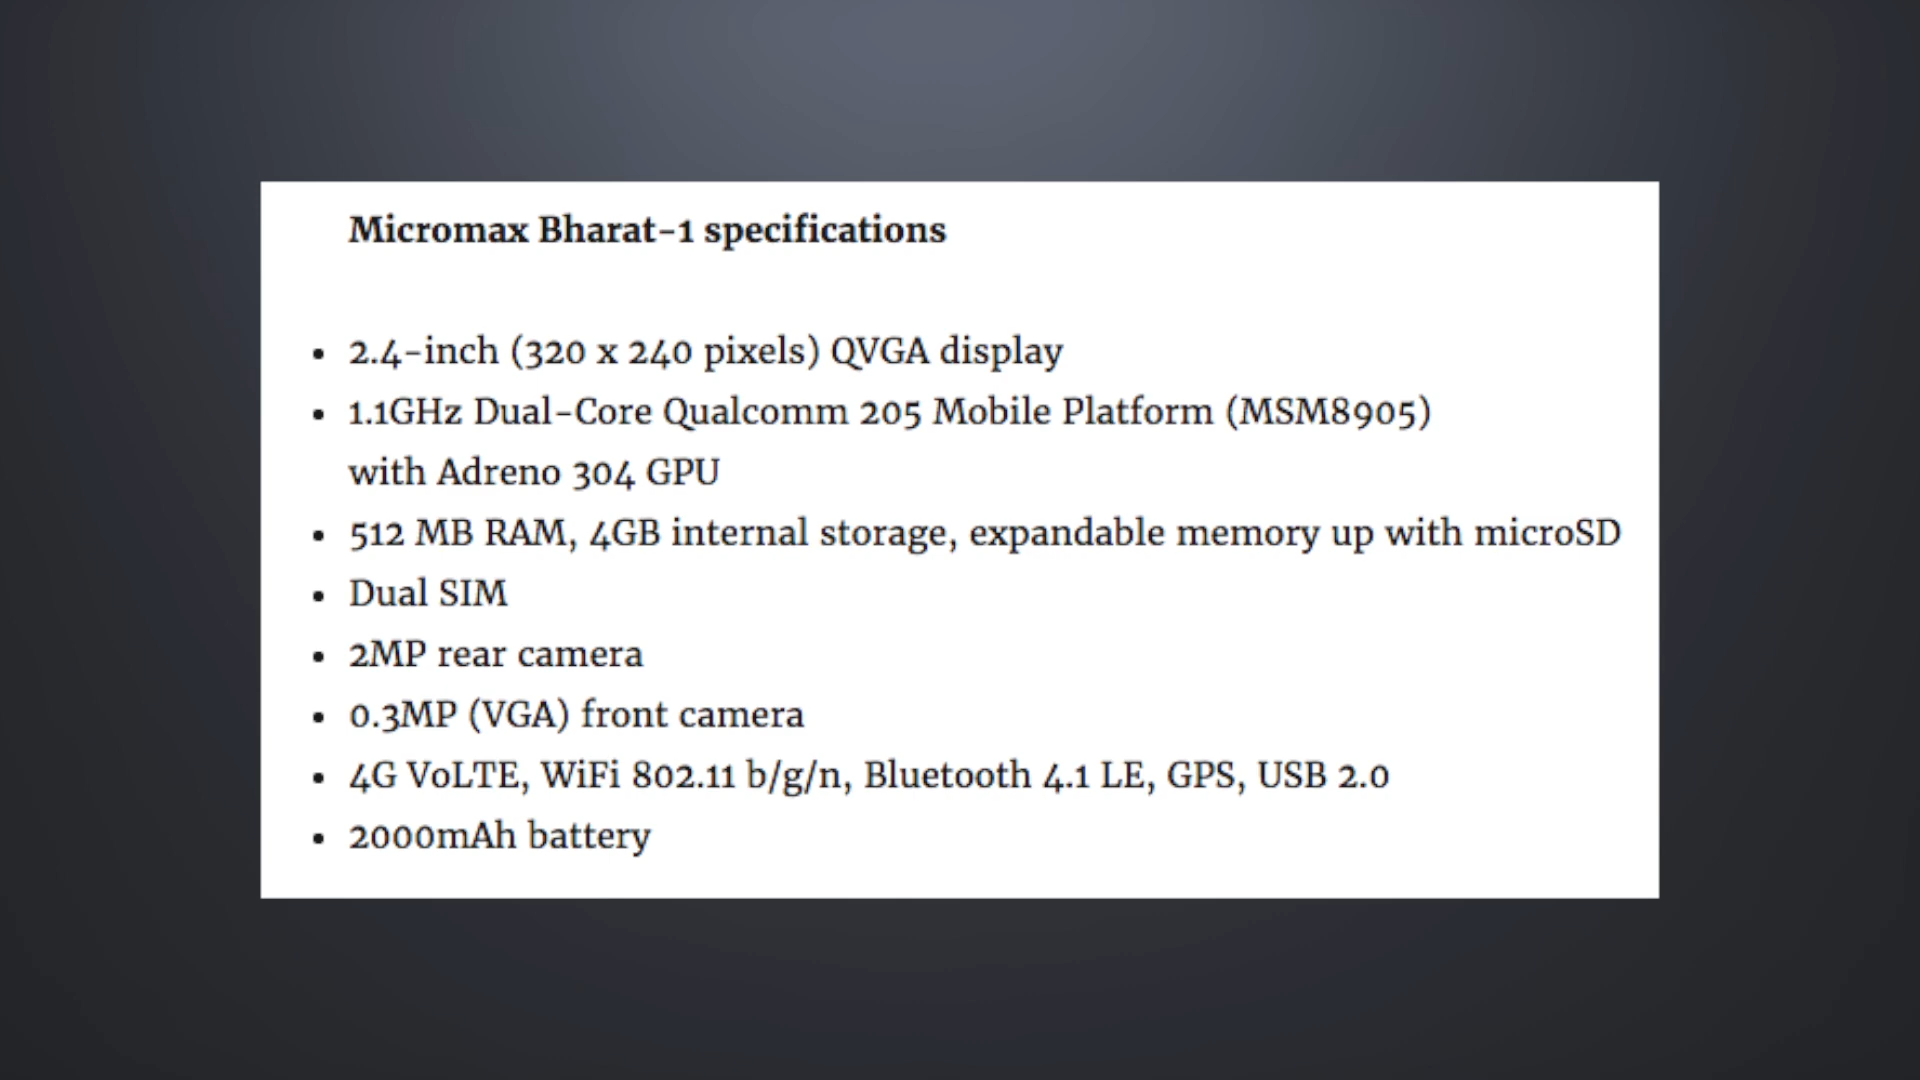 Micromax Bharat-1 specifications
• 2.4-inch (320 x 240 pixels) QVGA display
• 1.1GHz Dual-Core Qualcomm 205 Mobile Platform (MSM8905)
with Adreno 304 GPU
• 512 MB RAM, 4GB internal storage, expandable memory up with microSD
• Dual SIM
• 2MP rear camera
• 0.3MP (VGA) front camera
• 4G VoLTE, WiFi 802.11 b/g/n, Bluetooth 4.1 LE, GPS, USB 2.0
• 2000mAh battery